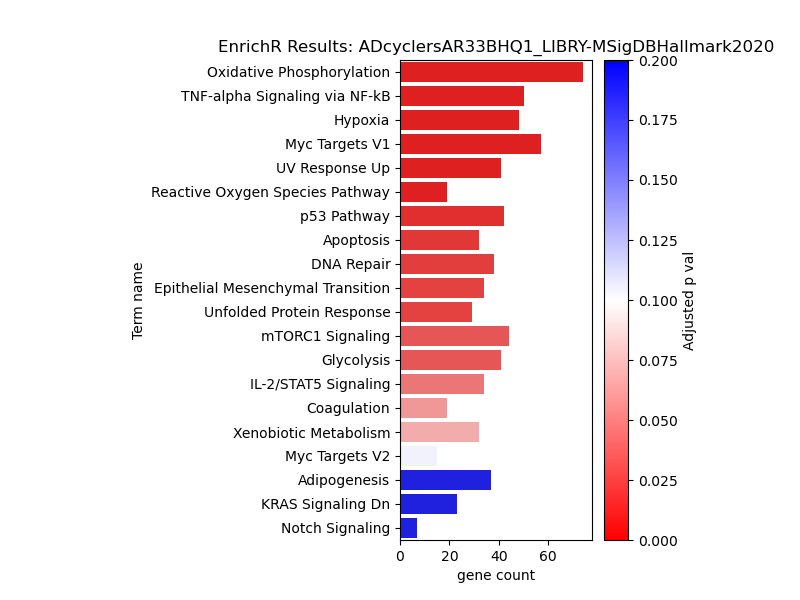 EnrichR Results: ADcyclersAR33BHQ1_LIBRY-MSigDBHallmark2020
Oxidative Phosphorylation
TNF-alpha Signaling via NF-kB
Hypoxia
Myc Targets V1
UV Response Up
Reactive Oxygen Species Pathway
p53 Pathway
Apoptosis
DNA Repair
Epithelial Mesenchymal Transition
Unfolded Protein Response
mTORC1 Signaling
Glycolysis
IL-2/STAT5 Signaling
Coagulation
Xenobiotic Metabolism
Myc Targets V2
Adipogenesis
KRAS Signaling Dn
Notch Signaling
Term name
0 20 40 60
gene count
0.200
0.175
0.150
0.125
0.100
0.075
0.050
0.025
0.000
Adjusted p val